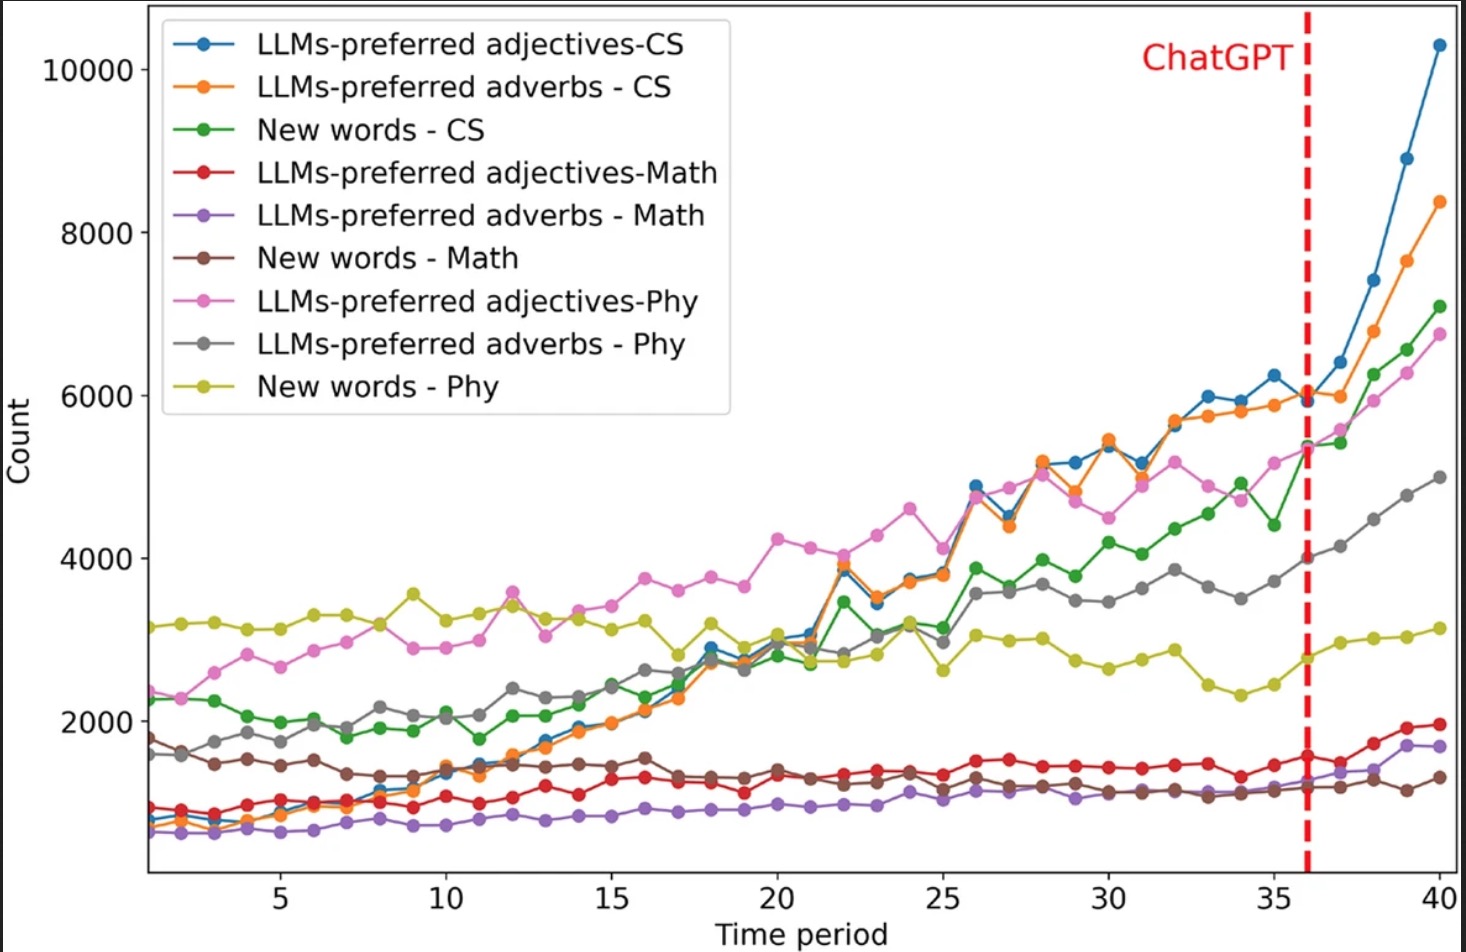 10000
8000
6000
4000
2000
Count
LLMs-preferred adjectives-CS
LLMs-preferred adverbs - CS
New words - CS
LLMs-preferred adjectives-Math
LLMs-preferred adverbs - Math
New words - Math
LLMs-preferred adjectives-Phy
LLMs-preferred adverbs - Phy
New words - Phy
ChatGPT
5 10 15 20 25 30 35 40
Time period